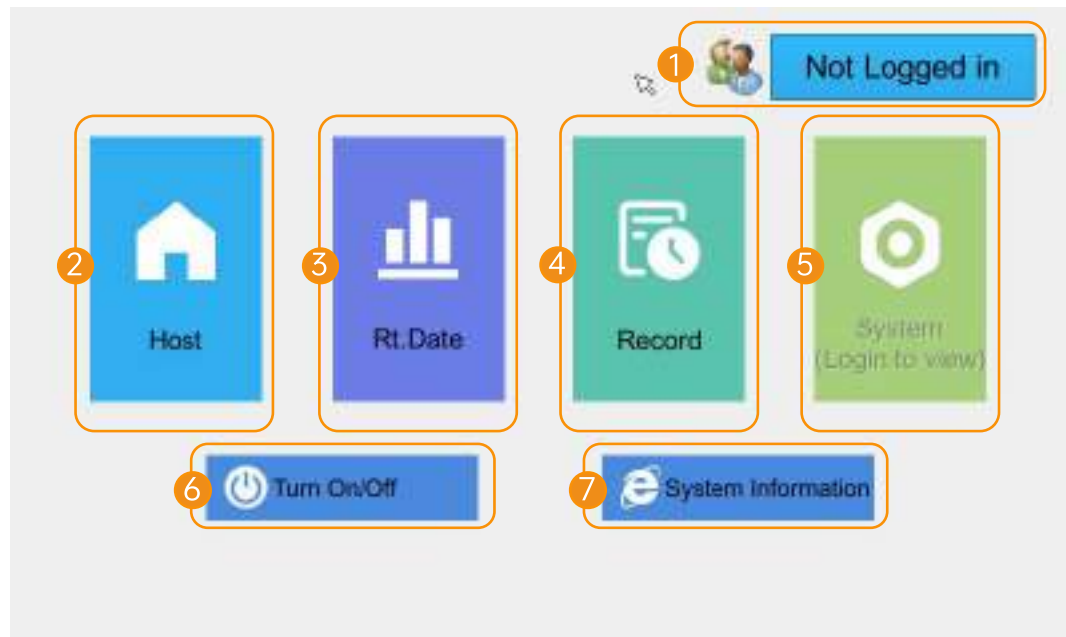 1
Not Logged in
2
Host
3
Rt.Date
4
Record
5
System
(Login to view)
6
Turn On/Off
7
System Information